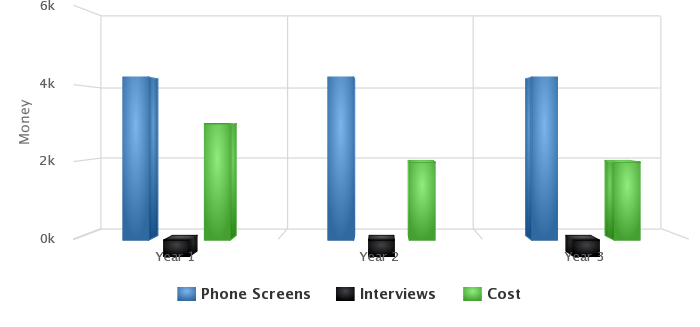 6k
4k
2k
0k
Money
Year 1
Year 2
Year 3
Phone Screens
Interviews
Cost